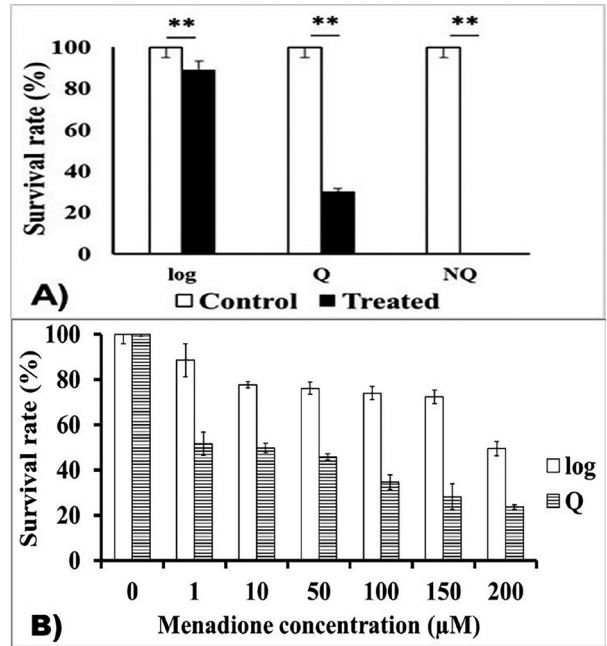 ** ** **
100
80
60
40
20
0
Survival rate (%)
log Q NQ
A)
Control Treated
100
80
60
40
20
0
Survival rate (%)
log
Q
0 1 10 50 100 150 200
B) Menadione concentration (µM)